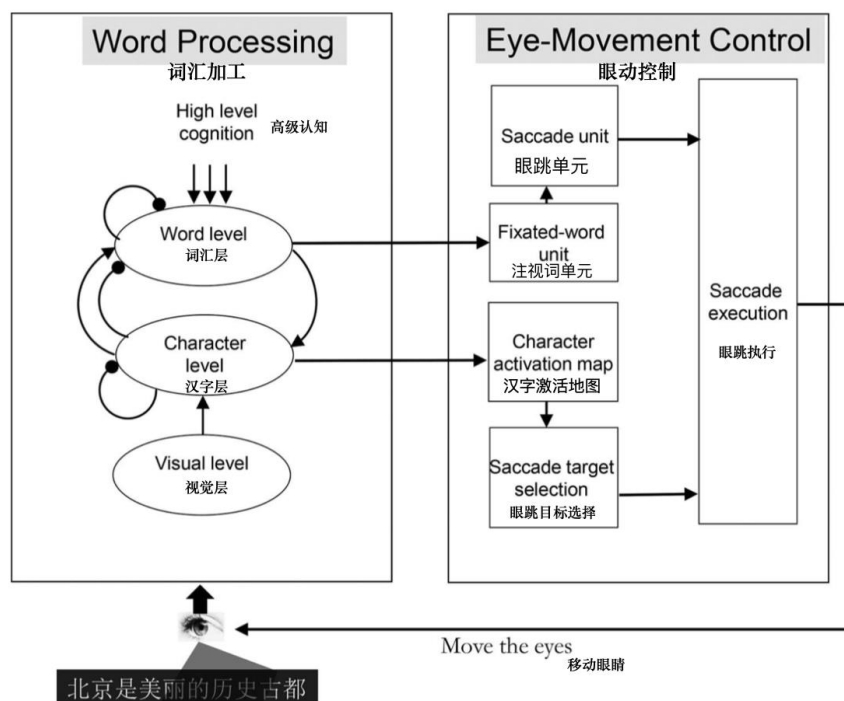 Word Processing
词汇加工
High level
cognition
高级认知
Word level
词汇层
Character
level
汉字层
Visual level
视觉层
Eye-Movement Control
眼动控制
Saccade unit
眼跳单元
Fixated-word
unit
注视词单元
Character
activation map
汉字激活地图
Saccade target
selection
眼跳目标选择
Saccade
execution
眼跳执行
Move the eyes
移动眼睛
北京是美丽的历史古都